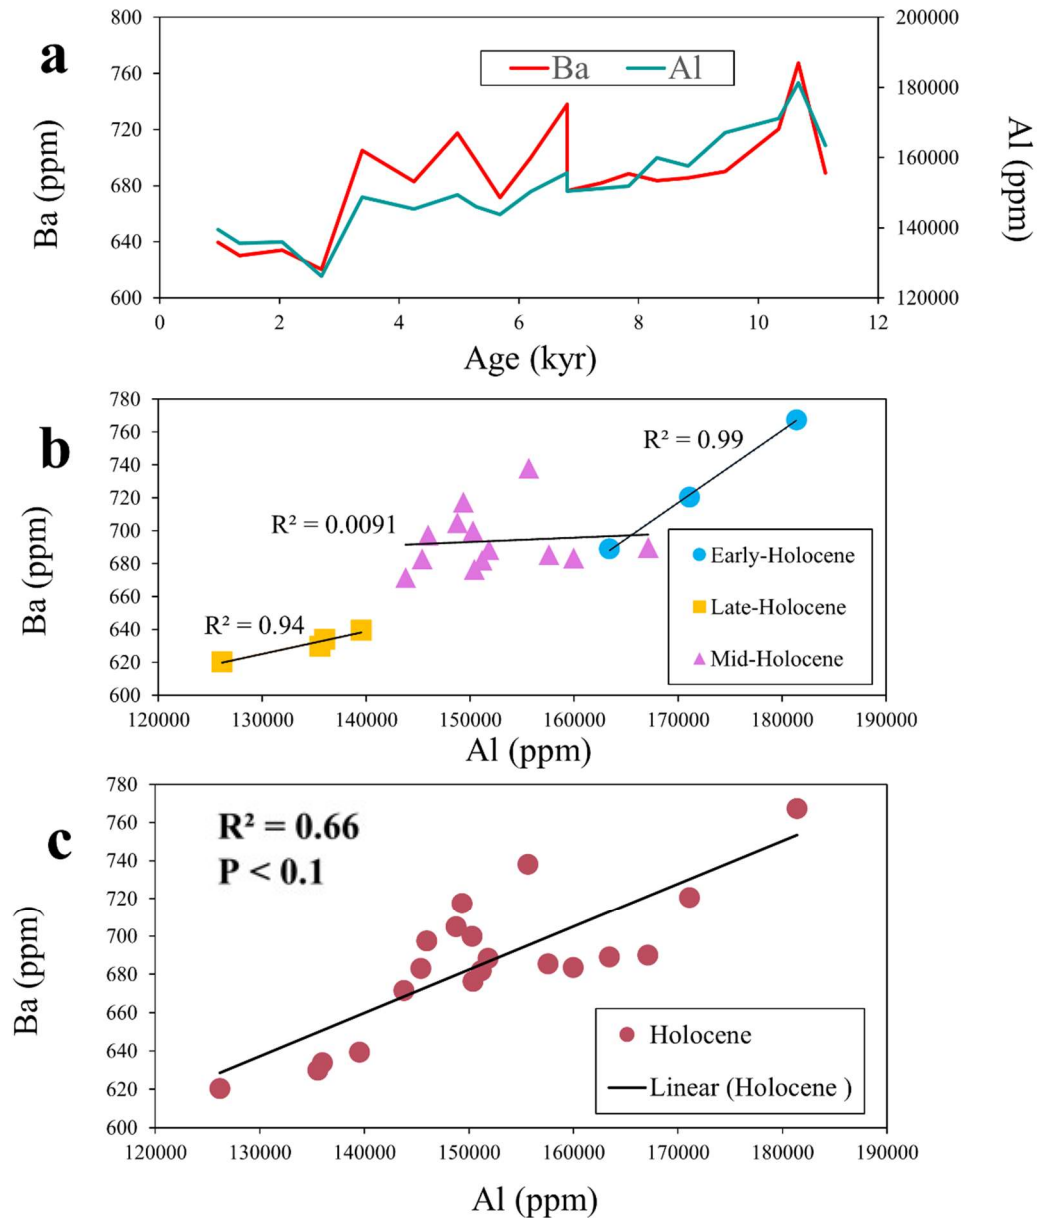 a
Ba Al
800
760
720
680
640
600
Ba (ppm)
200000
180000
160000
140000
120000
Al (ppm)
0 2 4 6 8 10 12
Age (kyr)
b
780
760
740
720
700
680
660
640
620
600
Ba (ppm)
R² = 0.99
R² = 0.0091
R² = 0.94
Early-Holocene
Late-Holocene
Mid-Holocene
120000 130000 140000 150000 160000 170000 180000 190000
Al (ppm)
c
780
760
740
720
700
680
660
640
620
600
Ba (ppm)
R² = 0.66
P < 0.1
Holocene
Linear (Holocene )
120000 130000 140000 150000 160000 170000 180000 190000
Al (ppm)